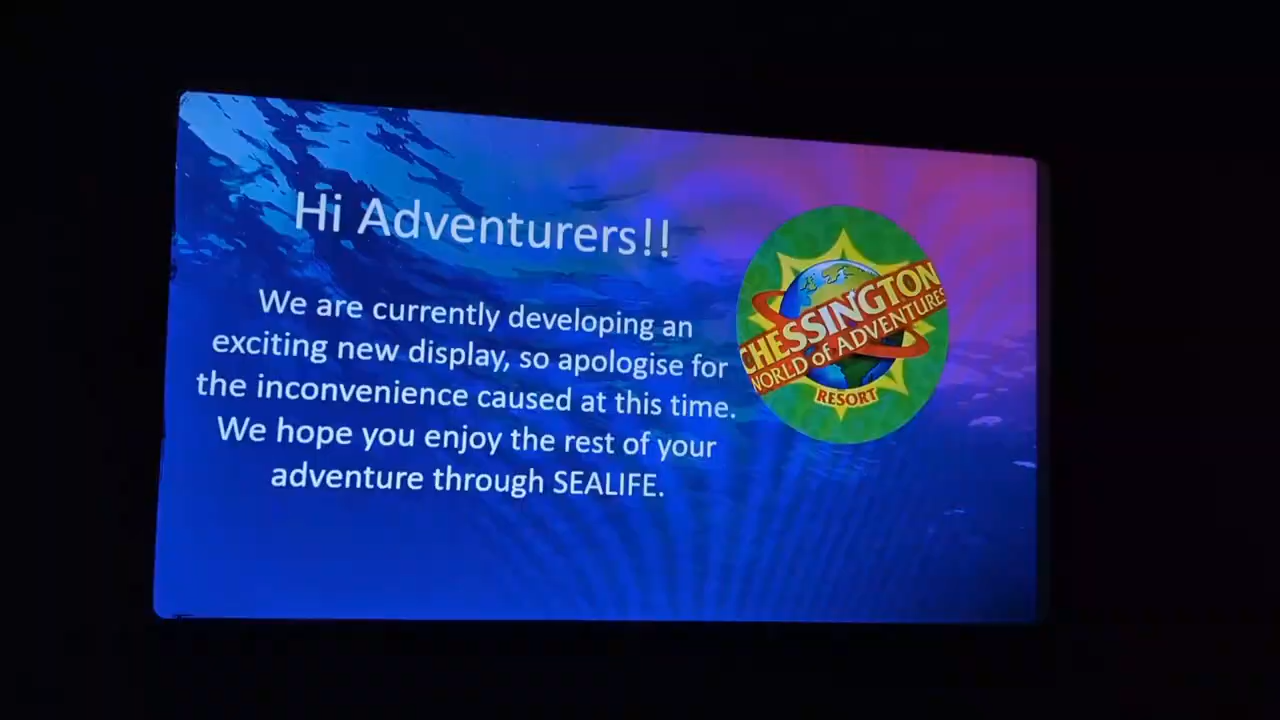 Hi Adventurers!!
We are currently developing an
exciting new display, so apologise for
the inconvenience caused at this time.
We hope you enjoy the rest of your
adventure through SEALIFE.
CHESSINGTON
WORLD of ADVENTURES
RESORT